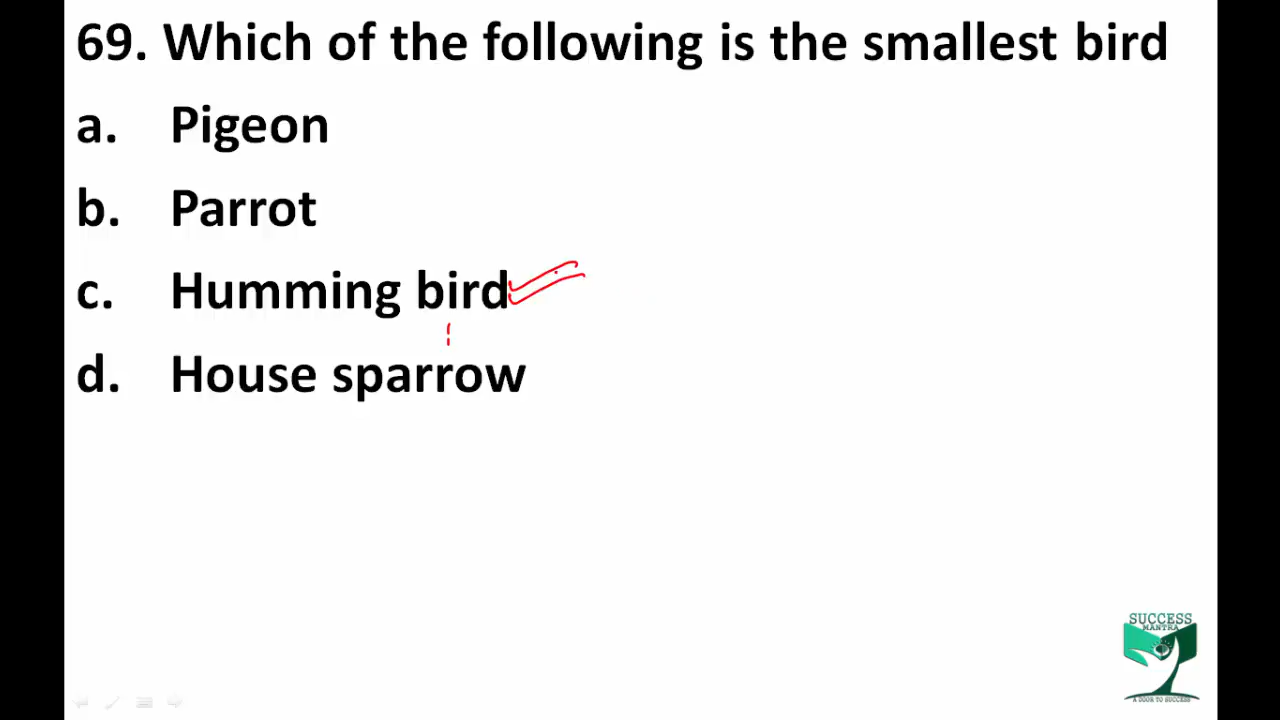 69. Which of the following is the smallest bird
a. Pigeon
b. Parrot
c. Humming bird
d. House sparrow
SUCCESS
MANTRA
A DOOR TO SUCCESS